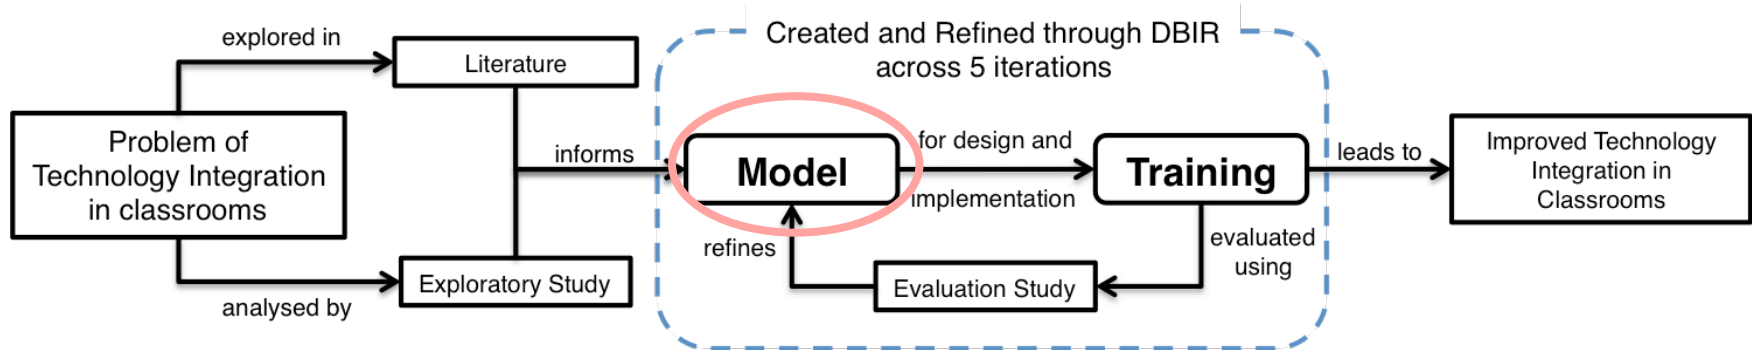 explored in
Literature
Problem of
Technology Integration
in classrooms
analysed by
Exploratory Study
informs
Created and Refined through DBIR
across 5 iterations
Model
for design and
implementation
Training
evaluated
using
Evaluation Study
refines
leads to
Improved Technology
Integration in
Classrooms